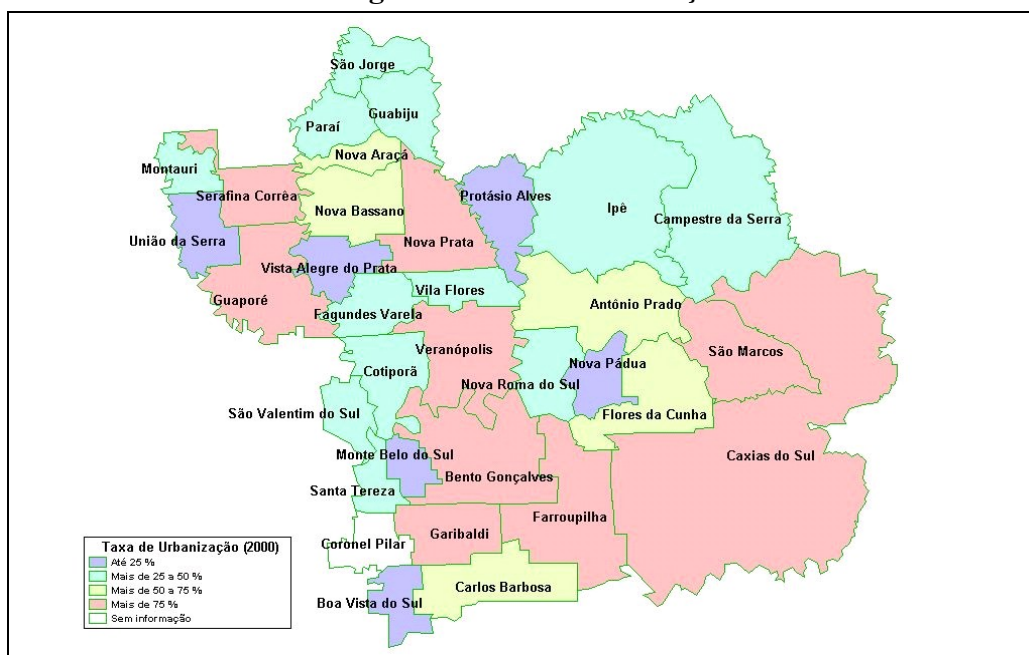 São Jorge
Guabiju
Paraí
Nova Araçá
Montauri
Serafina Corrêa
Protásio Alves
Nova Bassano
Ipê
Campestre da Serra
União da Serra
Nova Prata
Vista Alegre do Prata
Vila Flores
Guaporé
Antônio Prado
Fagundes Varela
Veranópolis
São Marcos
Nova Pádua
Cotiporã
Nova Roma do Sul
São Valentim do Sul
Flores da Cunha
Monte Belo do Sul
Caxias do Sul
Bento Gonçalves
Santa Tereza
Farroupilha
Garibaldi
Coronel Pilar
Carlos Barbosa
Boa Vista do Sul
Taxa de Urbanização (2000)
Até 25 %
Mais de 25 a 50 %
Mais de 50 a 75 %
Mais de 75 %
Sem informação